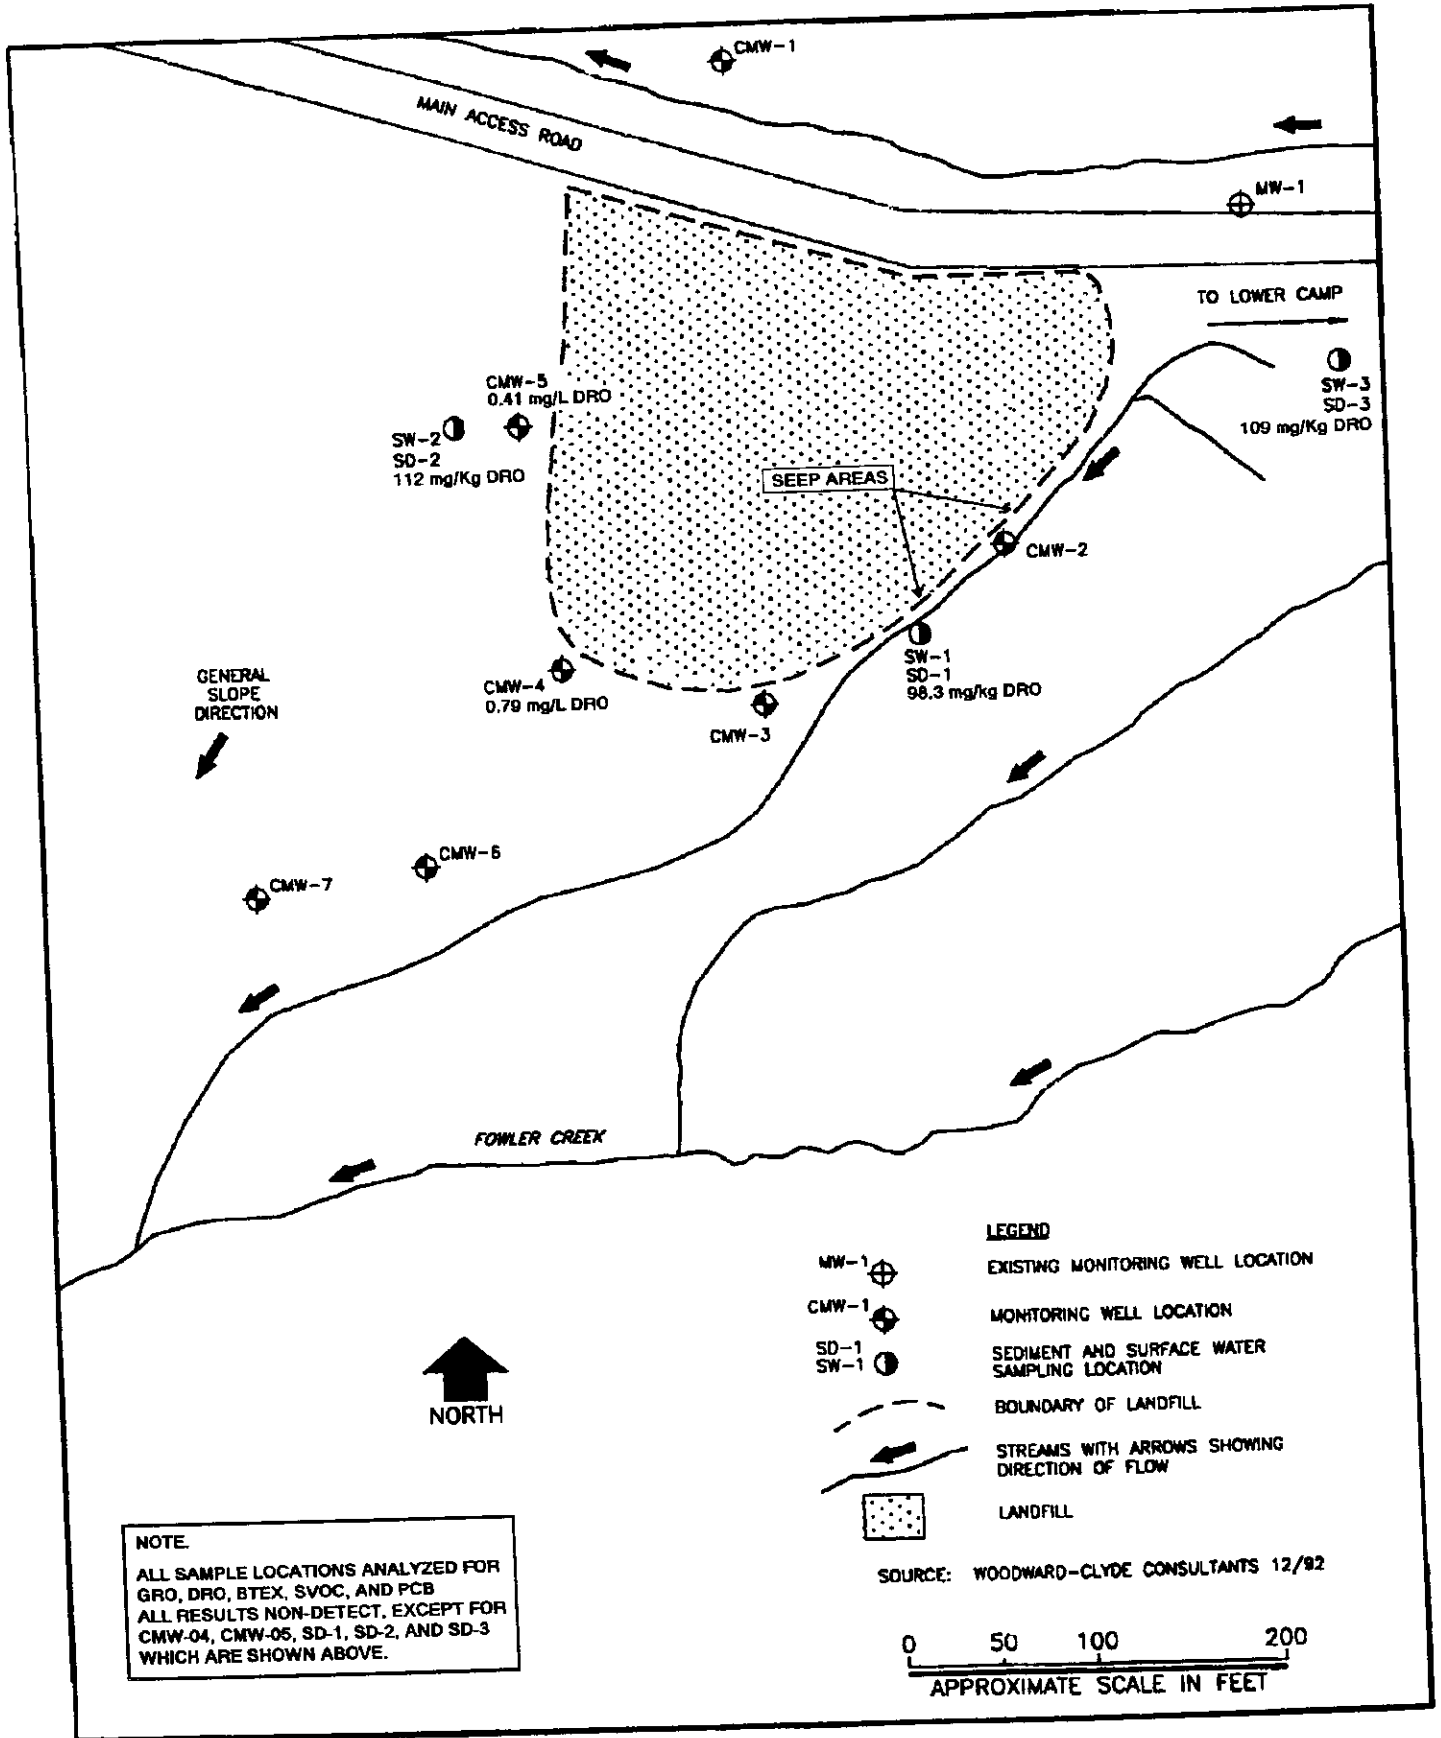 CMW-1
MAIN ACCESS ROAD
MW-1
TO LOWER CAMP
SW-3
SD-3
109 mg/Kg DRO
CMW-5
0.41 mg/L DRO
SW-2
SD-2
112 mg/Kg DRO
SEEP AREAS
CMW-2
SW-1
SD-1
98.3 mg/kg DRO
GENERAL
SLOPE
DIRECTION
CMW-4
0.79 mg/L DRO
CMW-3
CMW-6
CMW-7
FOWLER CREEK
NORTH
LEGEND
MW-1
EXISTING MONITORING WELL LOCATION
CMW-1
MONITORING WELL LOCATION
SD-1
SW-1
SEDIMENT AND SURFACE WATER
SAMPLING LOCATION
BOUNDARY OF LANDFILL
STREAMS WITH ARROWS SHOWING
DIRECTION OF FLOW
LANDFILL
SOURCE: WOODWARD-CLYDE CONSULTANTS 12/92
0 50 100 200
APPROXIMATE SCALE IN FEET
NOTE.
ALL SAMPLE LOCATIONS ANALYZED FOR
GRO, DRO, BTEX, SVOC, AND PCB
ALL RESULTS NON-DETECT, EXCEPT FOR
CMW-04, CMW-05, SD-1, SD-2, AND SD-3
WHICH ARE SHOWN ABOVE.